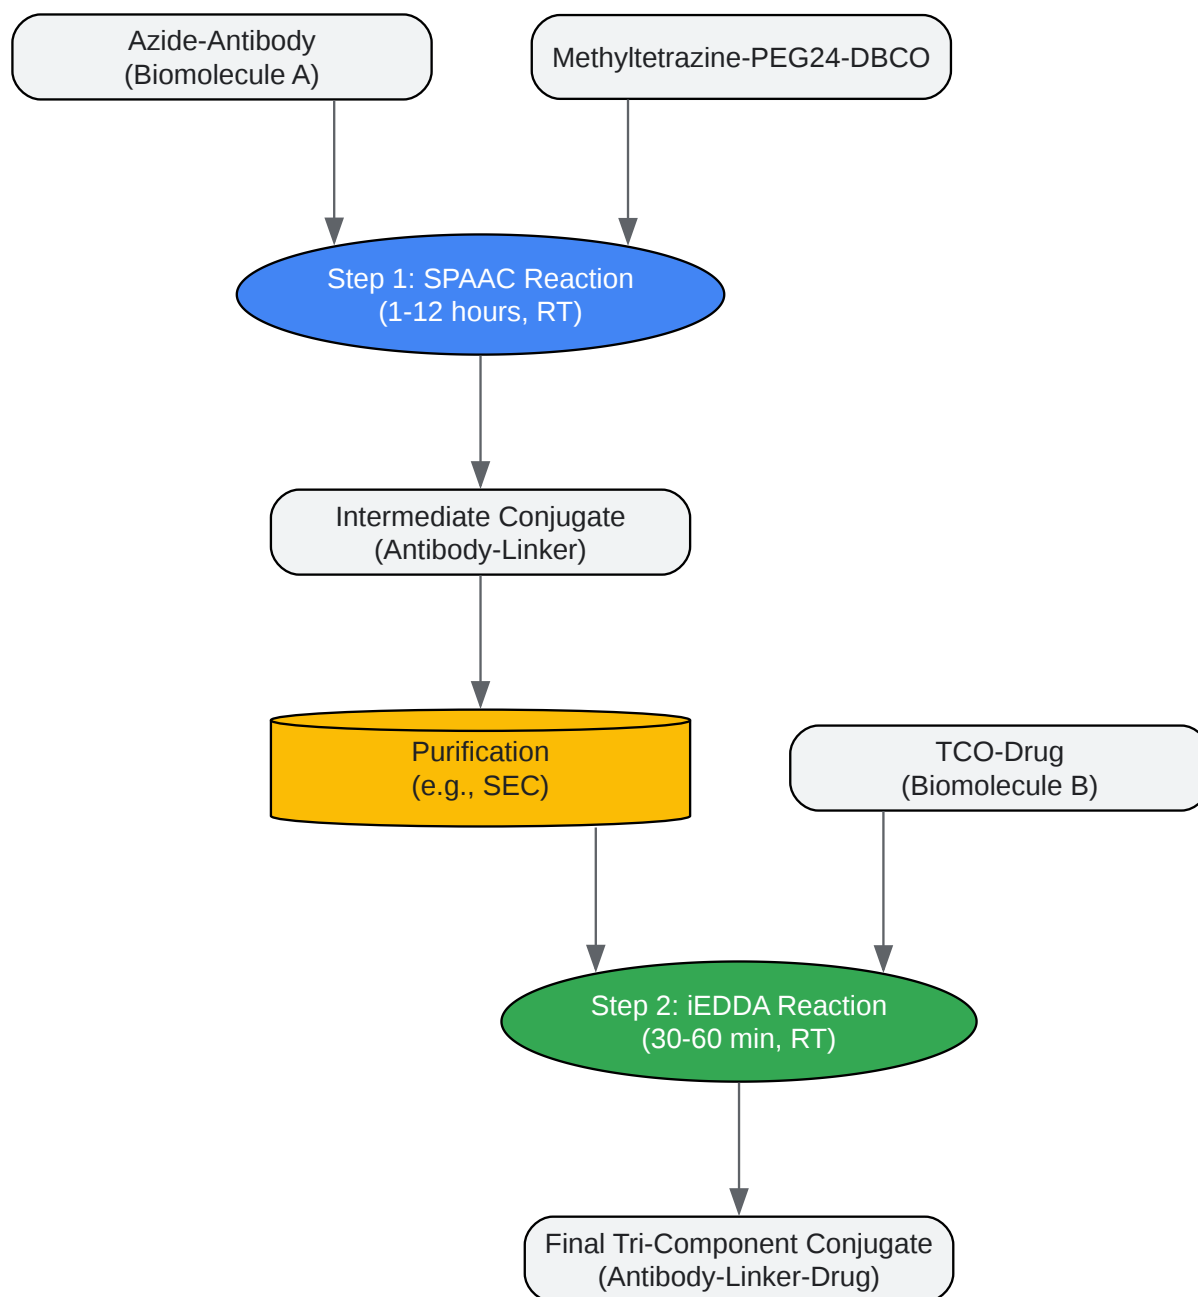 Azide-Antibody
(Biomolecule A)
Methyltetrazine-PEG24-DBCO
Step 1: SPAAC Reaction
(1-12 hours, RT)
Intermediate Conjugate
(Antibody-Linker)
Purification
(e.g., SEC)
TCO-Drug
(Biomolecule B)
Step 2: iEDDA Reaction
(30-60 min, RT)
Final Tri-Component Conjugate
(Antibody-Linker-Drug)